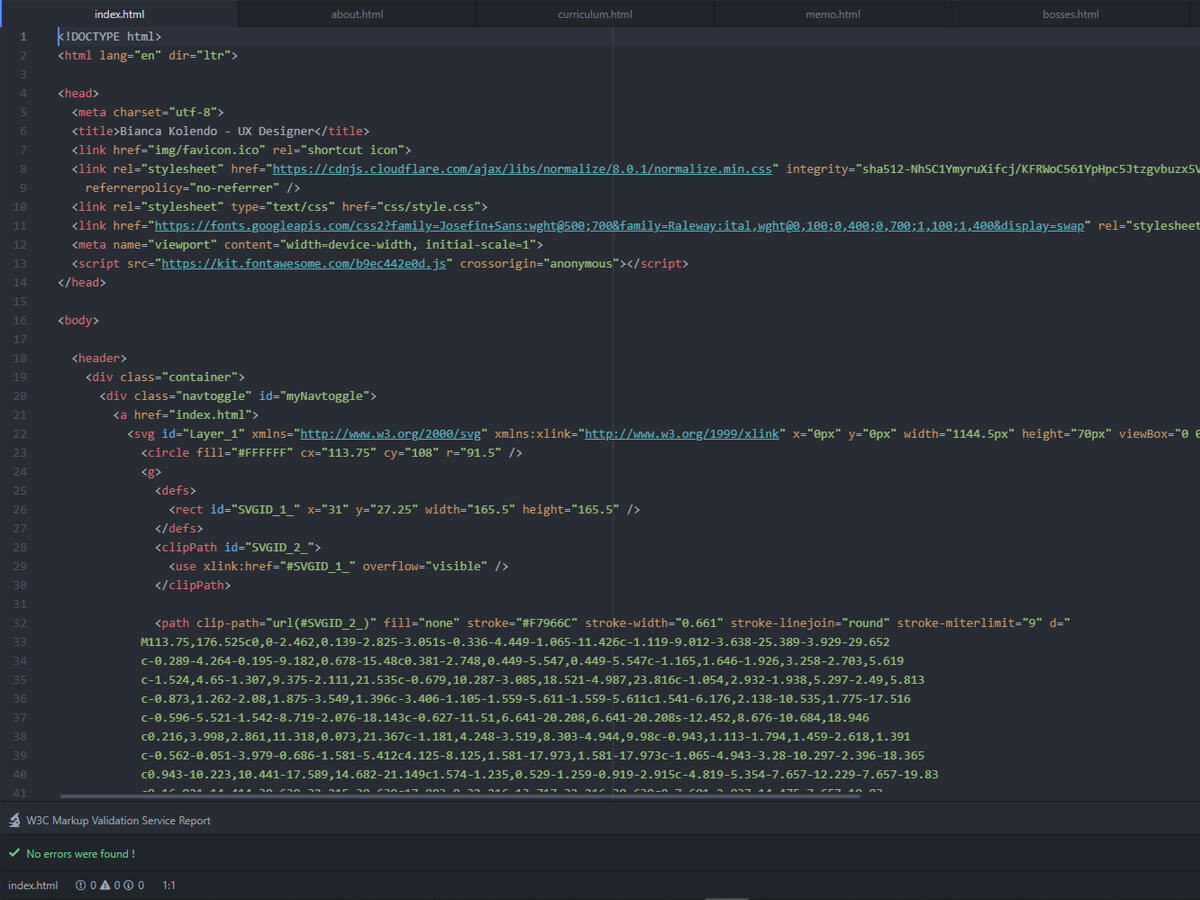 index.html about.html curriculum.html memo.html bosses.html
1 <!DOCTYPE html>
2 <html lang="en" dir="ltr">
3
4 <head>
5 <meta charset="utf-8">
6 <title>Bianca Kolendo - UX Designer</title>
7 <link href="img/favicon.ico" rel="shortcut icon">
8 <link rel="stylesheet" href="https://cdnjs.cloudflare.com/ajax/libs/normalize/8.0.1/normalize.min.css" integrity="sha512-NhSC1YmyruXifcj/KFRWoC561YpHpc5Jtzgvbuzx5V
9 referrerpolicy="no-referrer" />
10 <link rel="stylesheet" type="text/css" href="css/style.css">
11 <link href="https://fonts.googleapis.com/css2?family=Josefin+Sans:wght@500;700&family=Raleway:ital,wght@0,100;0,400;0,700;1,100;1,400&display=swap" rel="stylesheet
12 <meta name="viewport" content="width=device-width, initial-scale=1">
13 <script src="https://kit.fontawesome.com/b9ec442e0d.js" crossorigin="anonymous"></script>
14 </head>
15
16 <body>
17
18 <header>
19 <div class="container">
20 <div class="navtoggle" id="myNavtoggle">
21 <a href="index.html">
22 <svg id="Layer_1" xmlns="http://www.w3.org/2000/svg" xmlns:xlink="http://www.w3.org/1999/xlink" x="0px" y="0px" width="1144.5px" height="70px" viewBox="0 0
23 <circle fill="#FFFFFF" cx="113.75" cy="108" r="91.5" />
24 <g>
25 <defs>
26 <rect id="SVGID_1_" x="31" y="27.25" width="165.5" height="165.5" />
27 </defs>
28 <clipPath id="SVGID_2_">
29 <use xlink:href="#SVGID_1_" overflow="visible" />
30 </clipPath>
31
32 <path clip-path="url(#SVGID_2_)" fill="none" stroke="#F7966C" stroke-width="0.661" stroke-linejoin="round" stroke-miterlimit="9" d="
33 M113.75,176.525c0,0-2.462,0.139-2.825-3.051s-0.336-4.449-1.065-11.426c-1.119-9.012-3.638-25.389-3.929-29.652
34 c-0.289-4.264-0.195-9.182,0.678-15.48c0.381-2.748,0.449-5.547,0.449-5.547c-1.165,1.646-1.926,3.258-2.703,5.619
35 c-1.524,4.65-1.307,9.375-2.111,21.535c-0.679,10.287-3.085,18.521-4.987,23.816c-1.054,2.932-1.938,5.297-2.49,5.813
36 c-0.873,1.262-2.08,1.875-3.549,1.396c-3.406-1.105-1.559-5.611-1.559-5.611c1.541-6.176,2.138-10.535,1.775-17.516
37 c-0.596-5.521-1.542-8.719-2.076-18.143c-0.627-11.51,6.641-20.208,6.641-20.208s-12.452,8.676-10.684,18.946
38 c0.216,3.998,2.861,11.318,0.073,21.367c-1.181,4.248-3.519,8.303-4.944,9.98c-0.943,1.113-1.794,1.459-2.618,1.391
39 c-0.562-0.051-3.979-0.686-1.581-5.412c4.125-8.125,1.581-17.973,1.581-17.973c-1.065-4.943-3.28-10.297-2.396-18.365
40 c0.943-10.223,10.441-17.589,14.682-21.149c1.574-1.235,0.529-1.259-0.919-2.915c-4.819-5.354-7.657-12.229-7.657-19.83
41
W3C Markup Validation Service Report
No errors were found !
index.html 0 0 0 1:1